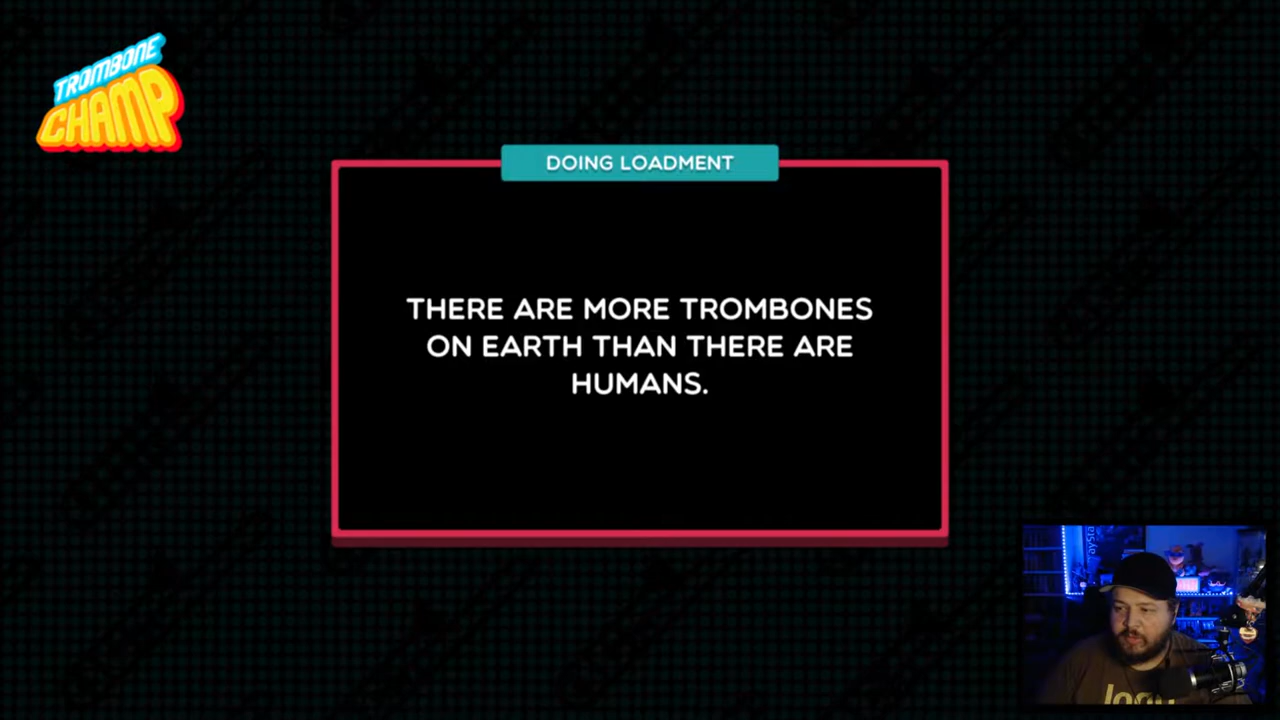 TROMBONE
CHAMP
DOING LOADMENT
THERE ARE MORE TROMBONES
ON EARTH THAN THERE ARE
HUMANS.